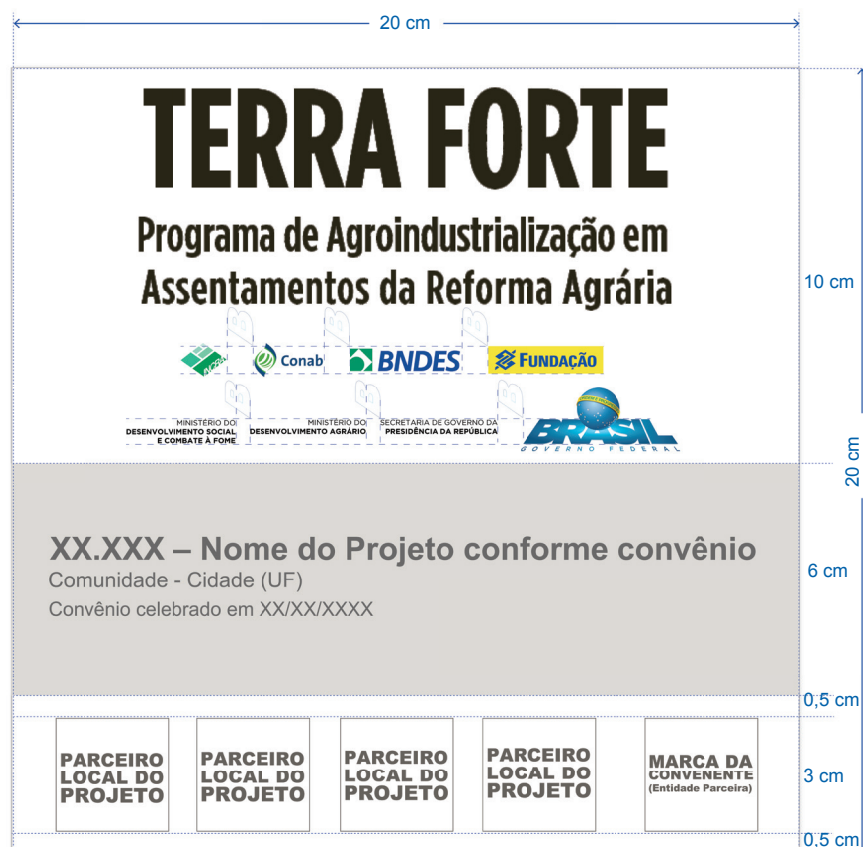 20 cm
TERRA FORTE
Programa de Agroindustrialização em
Assentamentos da Reforma Agrária
10 cm
INCRA Conab BNDES FUNDAÇÃO
B B B
MINISTÉRIO DO
DESENVOLVIMENTO SOCIAL
E COMBATE À FOME
MINISTÉRIO DO
DESENVOLVIMENTO AGRÁRIO
SECRETARIA DE GOVERNO DA
PRESIDÊNCIA DA REPÚBLICA
B B B
BRASIL
GOVERNO FEDERAL
20 cm
XX.XXX – Nome do Projeto conforme convênio
Comunidade - Cidade (UF)
Convênio celebrado em XX/XX/XXXX
6 cm
0,5 cm
PARCEIRO
LOCAL DO
PROJETO
PARCEIRO
LOCAL DO
PROJETO
PARCEIRO
LOCAL DO
PROJETO
PARCEIRO
LOCAL DO
PROJETO
MARCA DA
CONVENENTE
(Entidade Parceira)
3 cm
0,5 cm